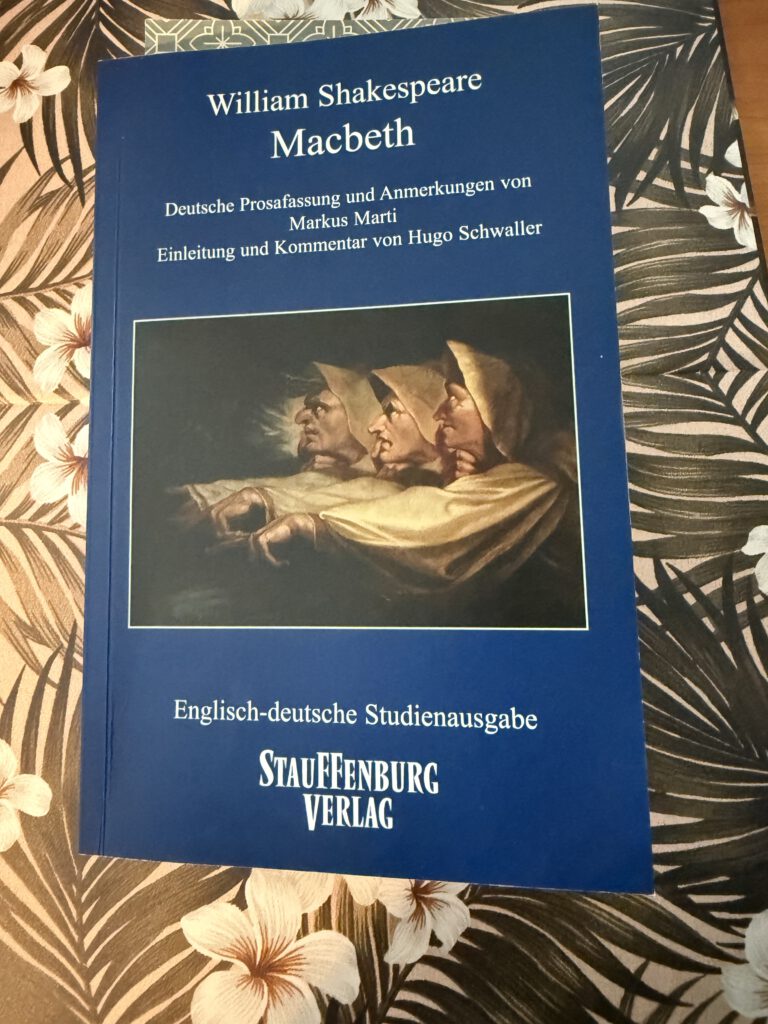 William Shakespeare
Macbeth
Deutsche Prosafassung und Anmerkungen von
Markus Marti
Einleitung und Kommentar von Hugo Schwaller
Englisch-deutsche Studienausgabe
STAUFFENBURG
VERLAG